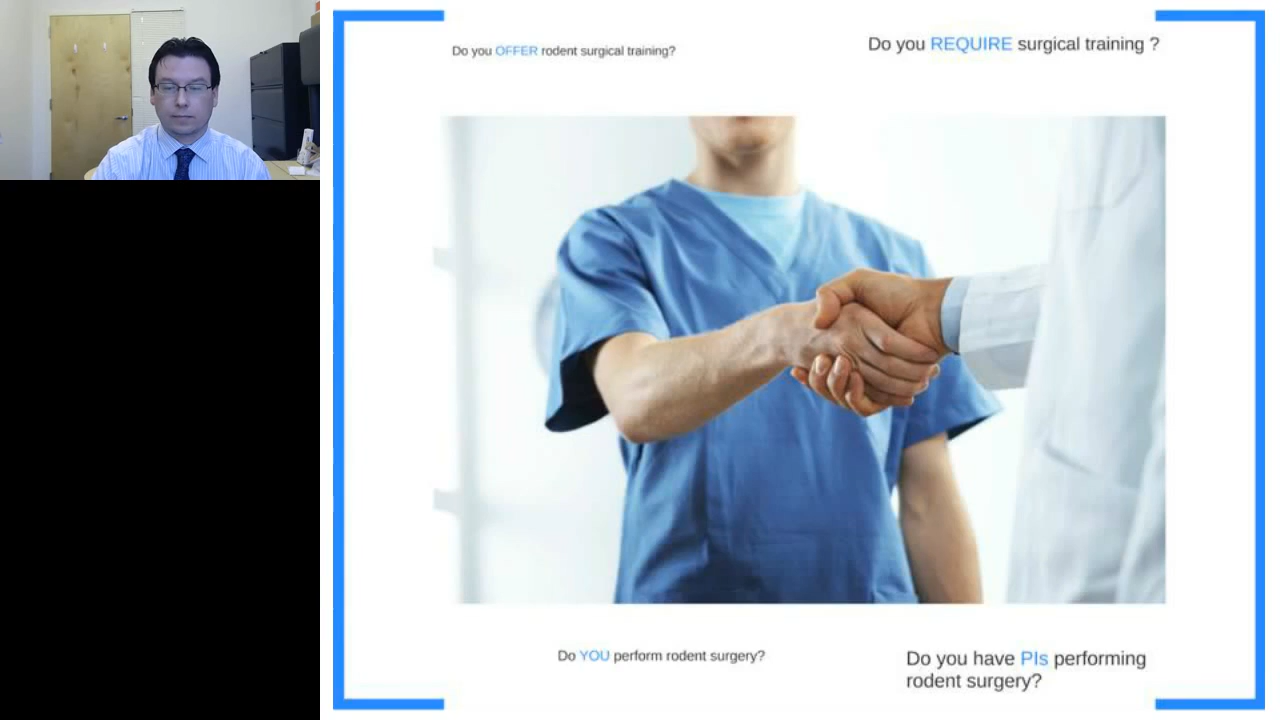 Do you OFFER rodent surgical training?
Do you REQUIRE surgical training ?
Do YOU perform rodent surgery?
Do you have PIs performing
rodent surgery?